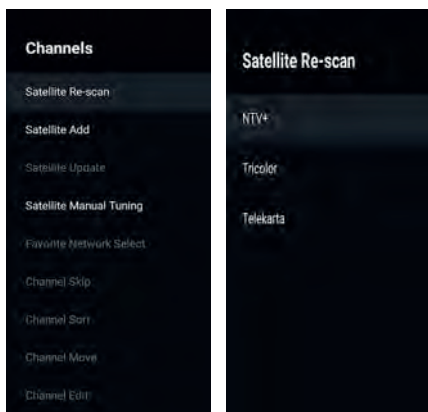 Channels
Satellite Re-scan
Satellite Add
Satellite Update
Satellite Manual Tuning
Favorite Network Select
Channel Skip
Channel Sort
Channel Move
Channel Edit
Satellite Re-scan
NTV+
Tricolor
Telekarta